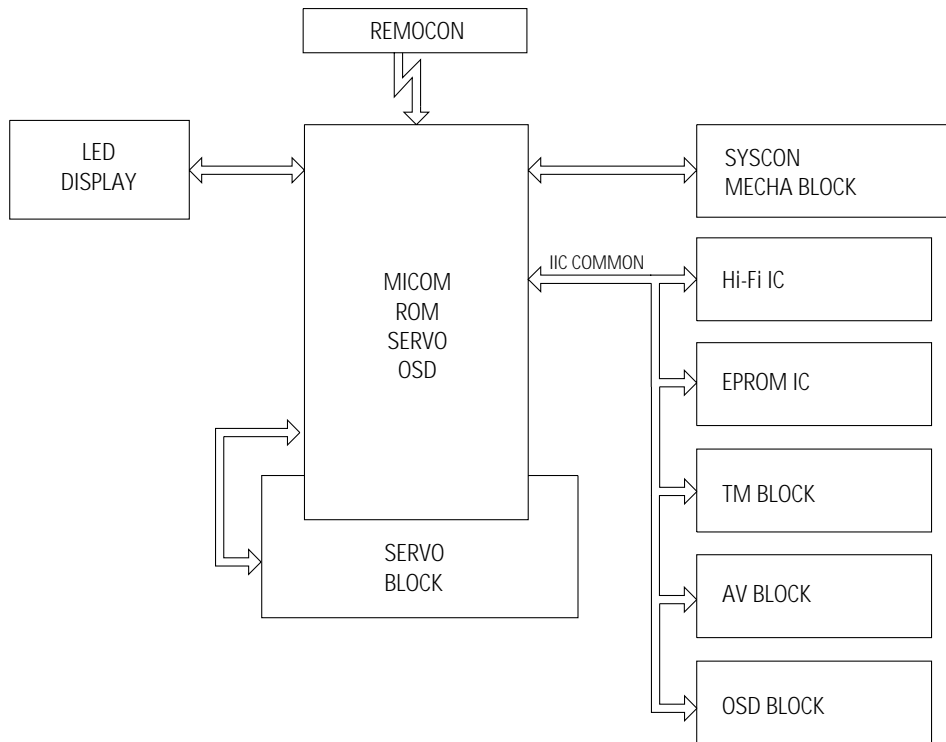 REMOCON
LED
DISPLAY
SYSCON
MECHA BLOCK
MICOM
ROM
SERVO
OSD
IIC COMMON
Hi-Fi IC
EPROM IC
TM BLOCK
SERVO
BLOCK
AV BLOCK
OSD BLOCK